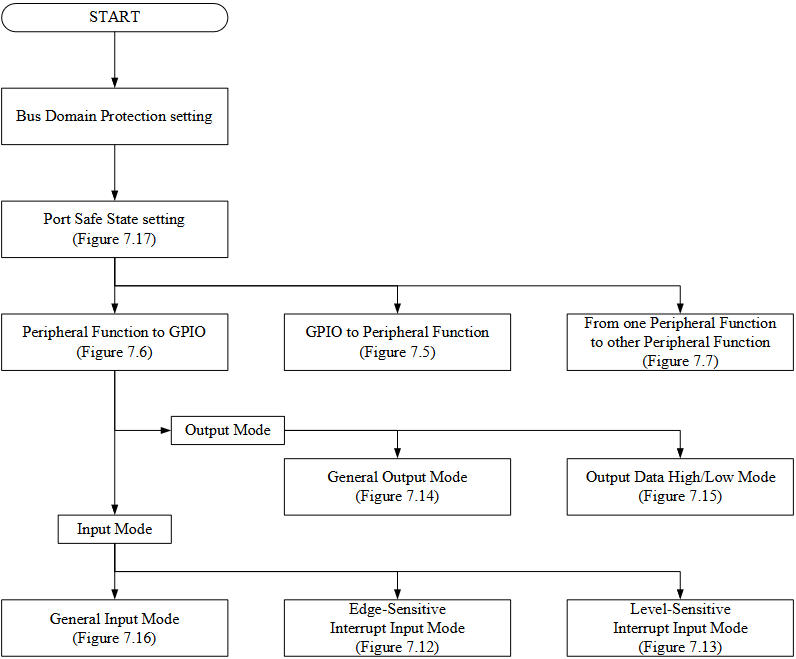 START
Bus Domain Protection setting
Port Safe State setting
(Figure 7.17)
Peripheral Function to GPIO
(Figure 7.6)
GPIO to Peripheral Function
(Figure 7.5)
From one Peripheral Function
to other Peripheral Function
(Figure 7.7)
Output Mode
General Output Mode
(Figure 7.14)
Output Data High/Low Mode
(Figure 7.15)
Input Mode
General Input Mode
(Figure 7.16)
Edge-Sensitive
Interrupt Input Mode
(Figure 7.12)
Level-Sensitive
Interrupt Input Mode
(Figure 7.13)